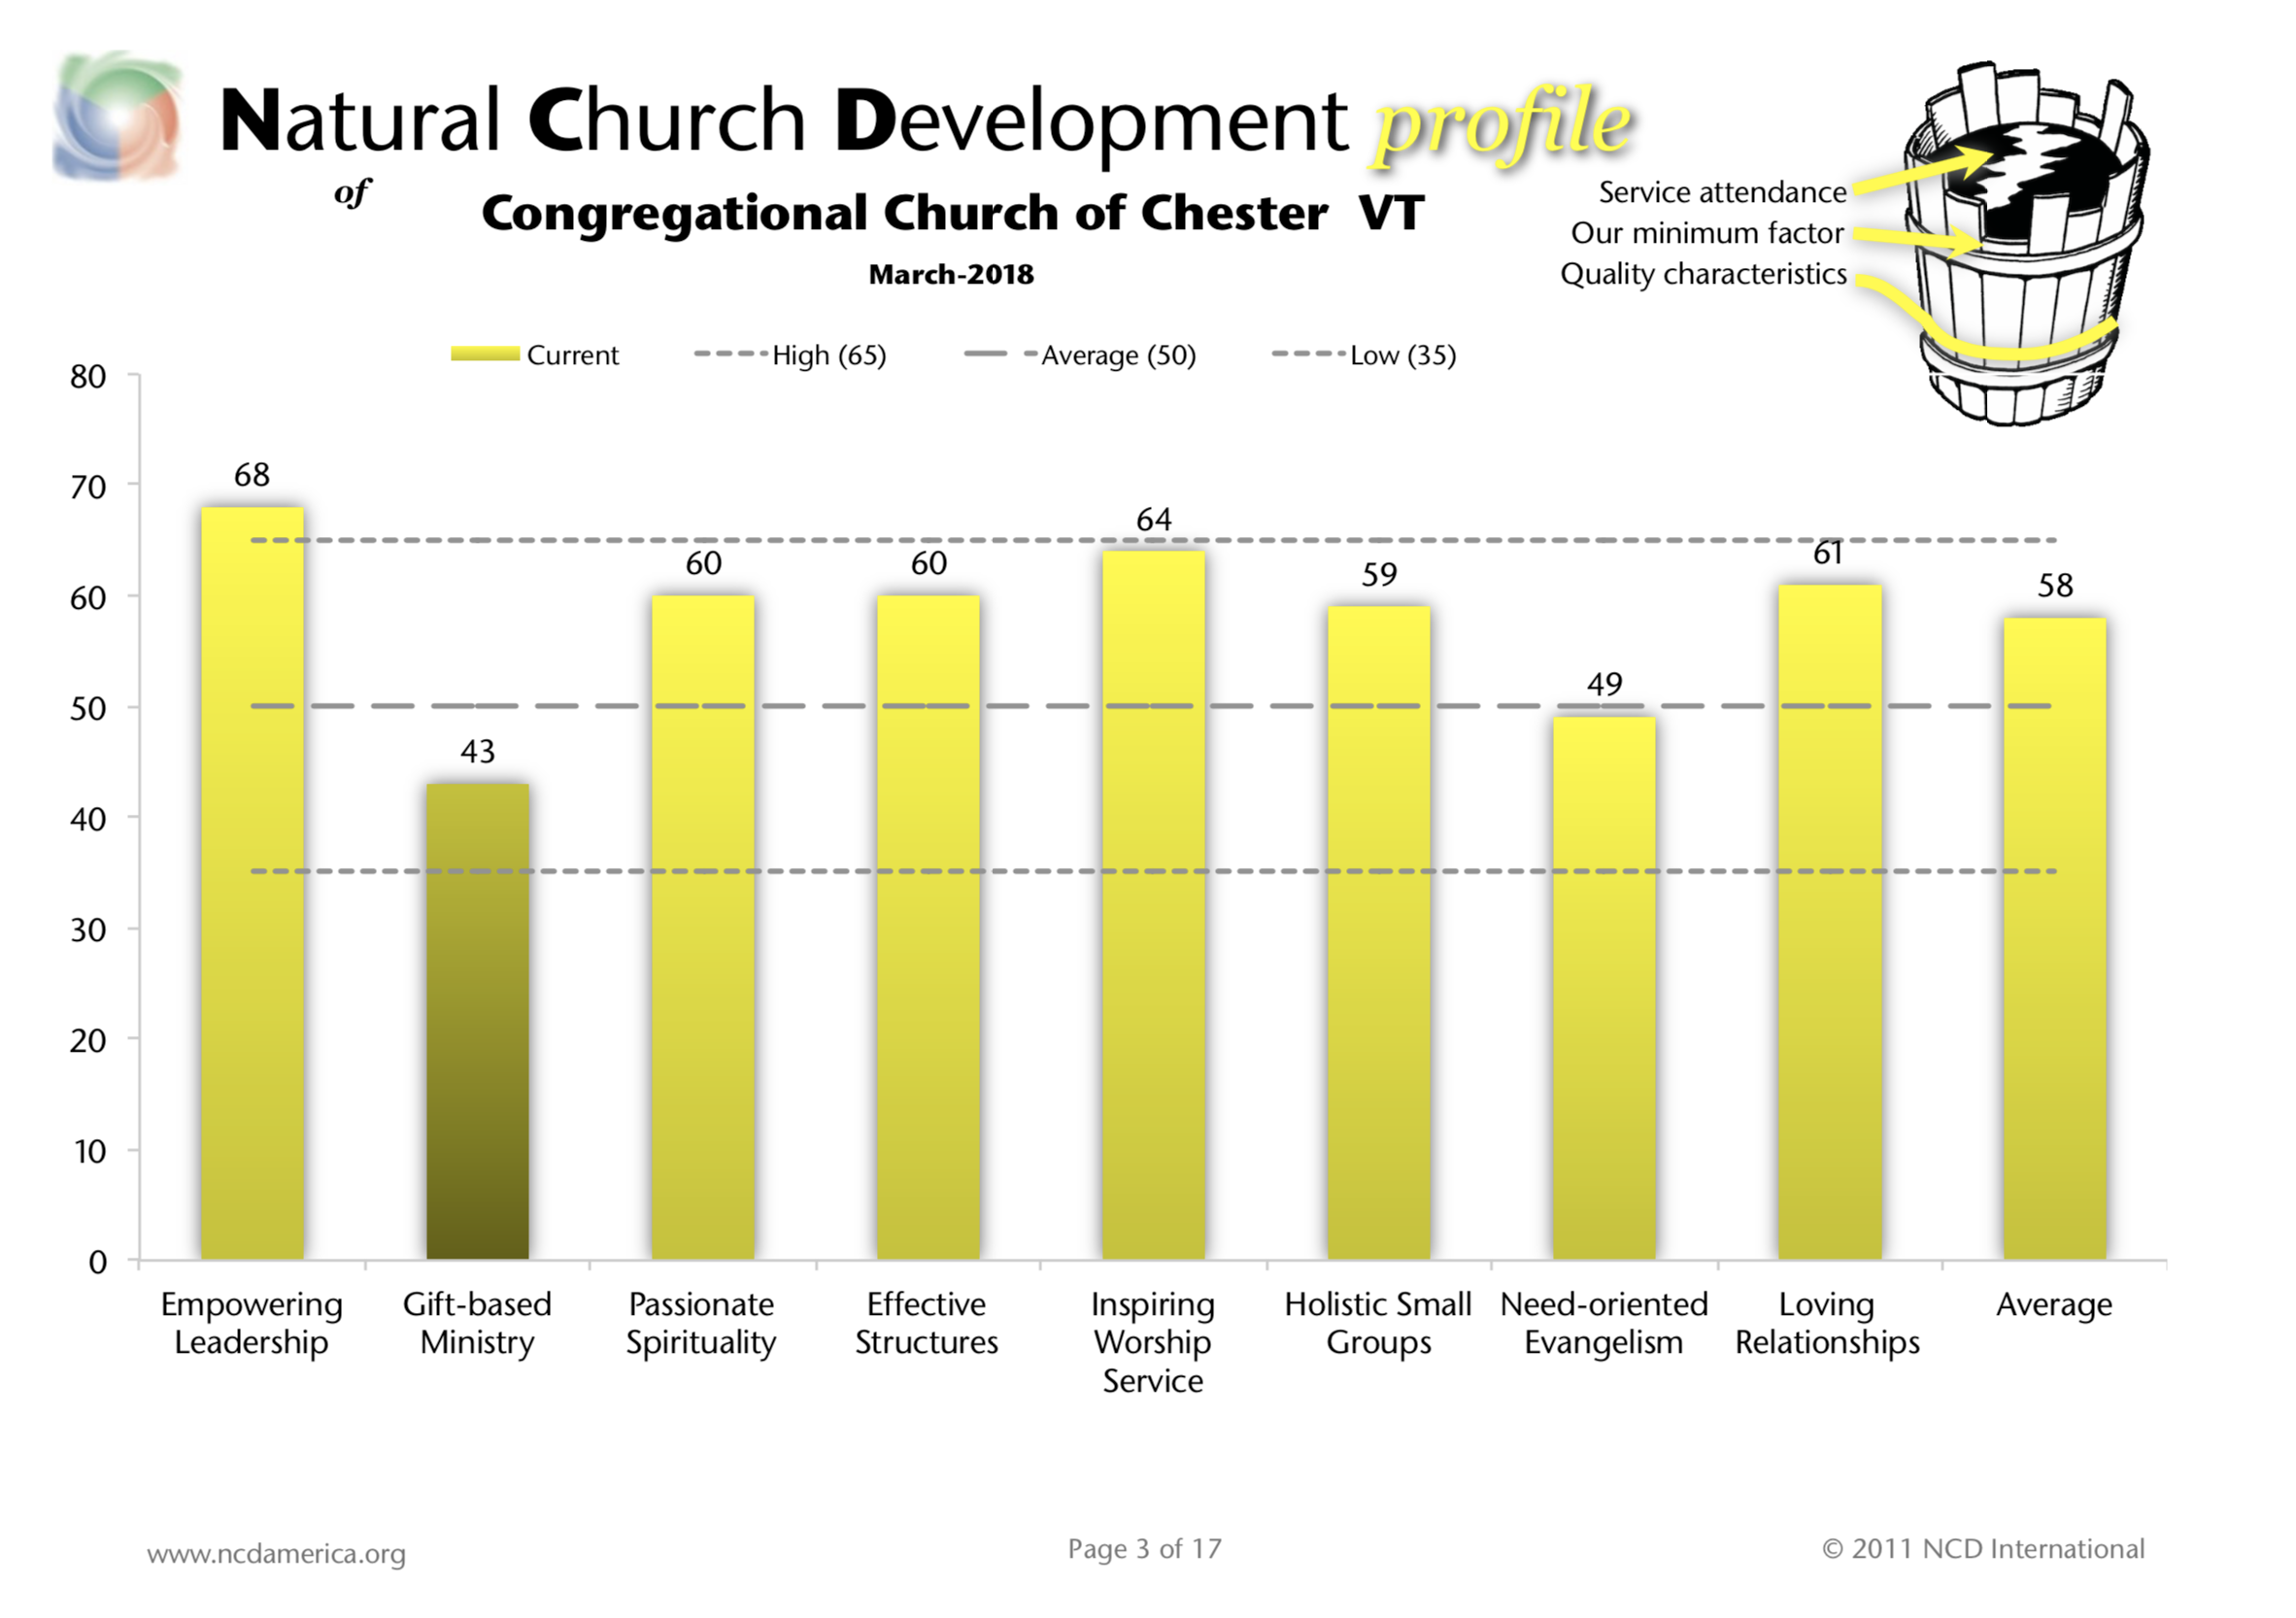 Natural Church Development profile
of Congregational Church of Chester VT
March-2018
Service attendance
Our minimum factor
Quality characteristics
Current High (65) Average (50) Low (35)
80
70
60
50
40
30
20
10
0
68
43
60
60
64
59
49
61
58
Empowering
Leadership
Gift-based
Ministry
Passionate
Spirituality
Effective
Structures
Inspiring
Worship
Service
Holistic Small
Groups
Need-oriented
Evangelism
Loving
Relationships
Average
www.ncdamerica.org
Page 3 of 17
© 2011 NCD International